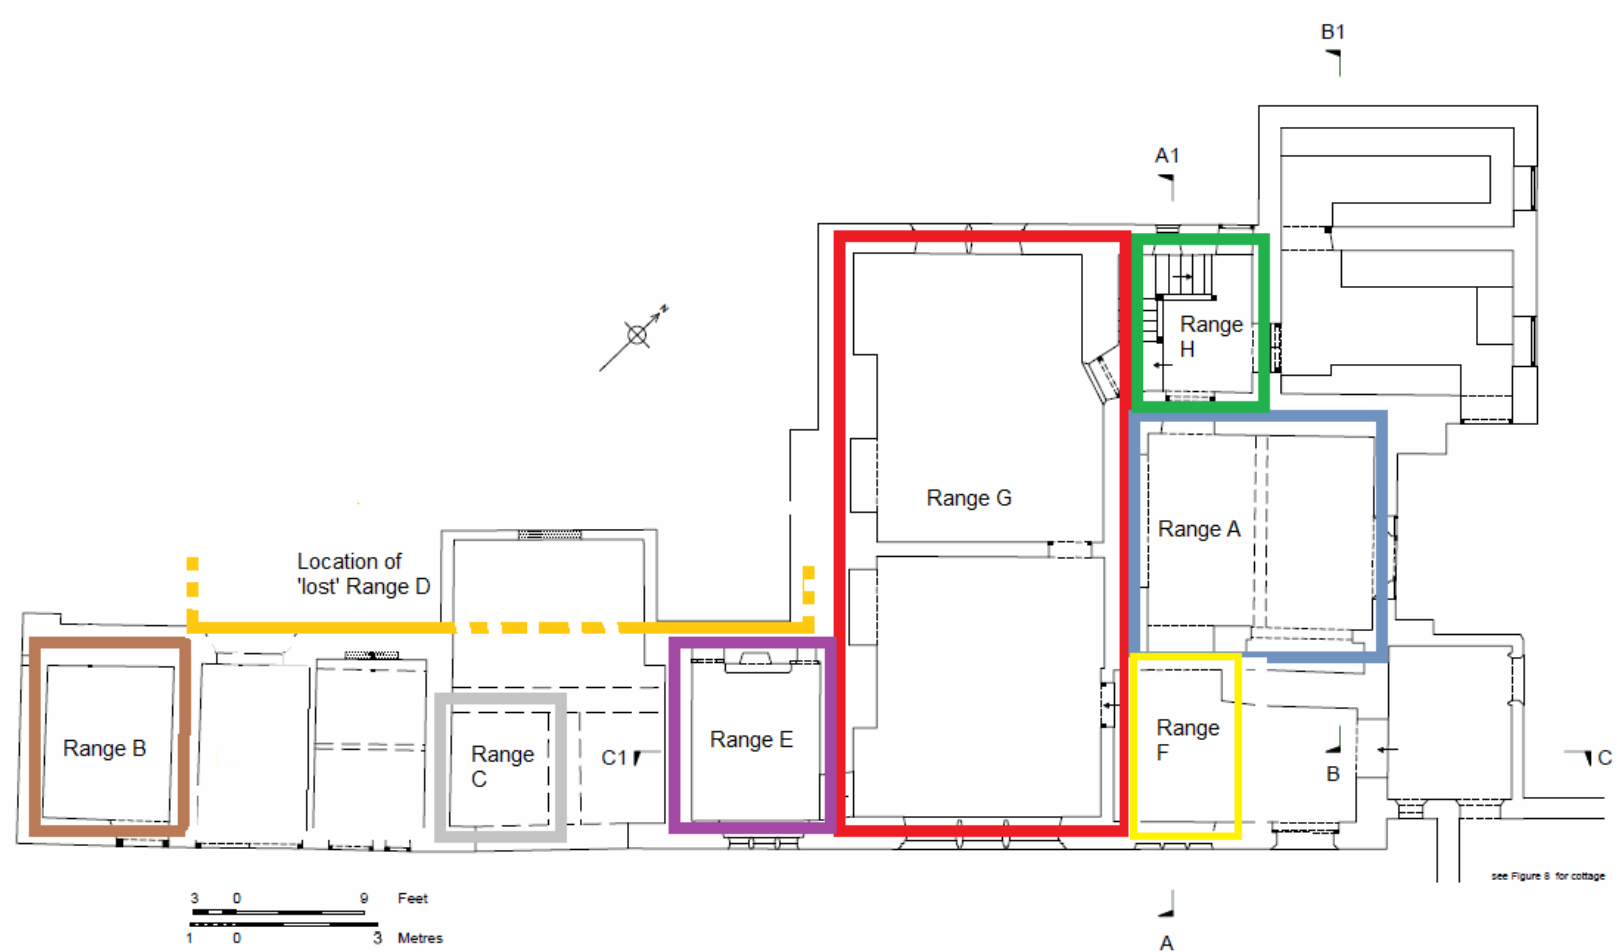 B1
A1
N
Range
H
Range G
Range A
Location of
'lost' Range D
Range B
Range
C
C1
Range E
Range
F
B
C
see Figure 8 for cottage
3 0 9 Feet
1 0 3 Metres
A